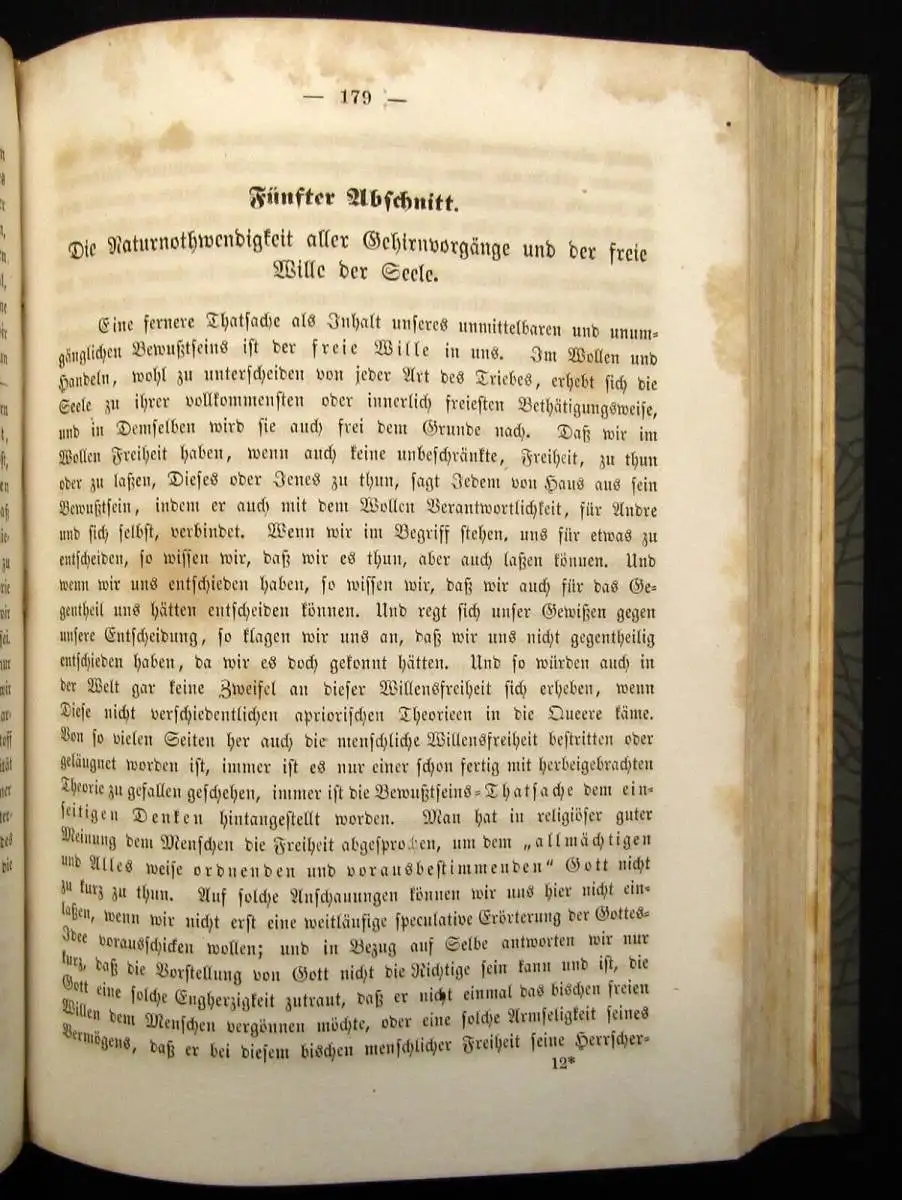 — 179 —
Fünfter Abschnitt.
Die Naturnothwendigkeit aller Gehirnvorgänge und der freie
Wille der Seele.
Eine fernere Thatsache als Inhalt unseres unmittelbaren und unum-
gänglichen Bewußtseins ist der freie Wille in uns. Im Wollen und
Handeln, wohl zu unterscheiden von jeder Art des Triebes, erhebt sich die
Seele zu ihrer vollkommensten oder innerlich freiesten Bethätigungsweise,
und in Demselben wird sie auch frei dem Grunde nach. Daß wir im
Wollen Freiheit haben, wenn auch keine unbeschränkte, Freiheit, zu thun
oder zu laßen, Dieses oder Jenes zu thun, sagt Jedem von Haus aus sein
Bewußtsein, indem er auch mit dem Wollen Verantwortlichkeit, für Andre
und sich selbst, verbindet. Wenn wir im Begriff stehen, uns für etwas zu
entscheiden, so wissen wir, daß wir es thun, aber auch laßen können. Und
wenn wir uns entschieden haben, so wissen wir, daß wir auch für das Ge-
gentheil uns hätten entscheiden können. Und regt sich unser Gewißen gegen
unsere Entscheidung, so klagen wir uns an, daß wir uns nicht gegentheilig
entschieden haben, da wir es doch gekonnt hätten. Und so würden auch in
der Welt gar keine Zweifel an dieser Willensfreiheit sich erheben, wenn
Diese nicht verschiedentlichen apriorischen Theorieen in die Queere käme.
Von so vielen Seiten her auch die menschliche Willensfreiheit bestritten oder
geläugnet worden ist, immer ist es nur einer schon fertig mit herbeigebrachten
Theorie zu gefallen geschehen, immer ist die Bewußtseins-Thatsache dem ein-
seitigen Denken hintangestellt worden. Man hat in religiöser guter
Meinung dem Menschen die Freiheit abgesprochen, um dem „allmächtigen
und Alles weise ordnenden und vorausbestimmenden“ Gott nicht
zu kurz zu thun. Auf solche Anschauungen können wir uns hier nicht ein-
laßen, wenn wir nicht erst eine weitläufige speculative Erörterung der Gottes-
Idee vorausschicken wollen; und in Bezug auf Selbe antworten wir nur
kurz, daß die Vorstellung von Gott nicht die Richtige sein kann und ist, die
Gott eine solche Engherzigkeit zutraut, daß er nicht einmal das bischen freien
Willen dem Menschen vergönnen möchte, oder eine solche Armseligkeit seines
Vermögens, daß er bei diesem bischen menschlicher Freiheit seine Herrscher-
12*